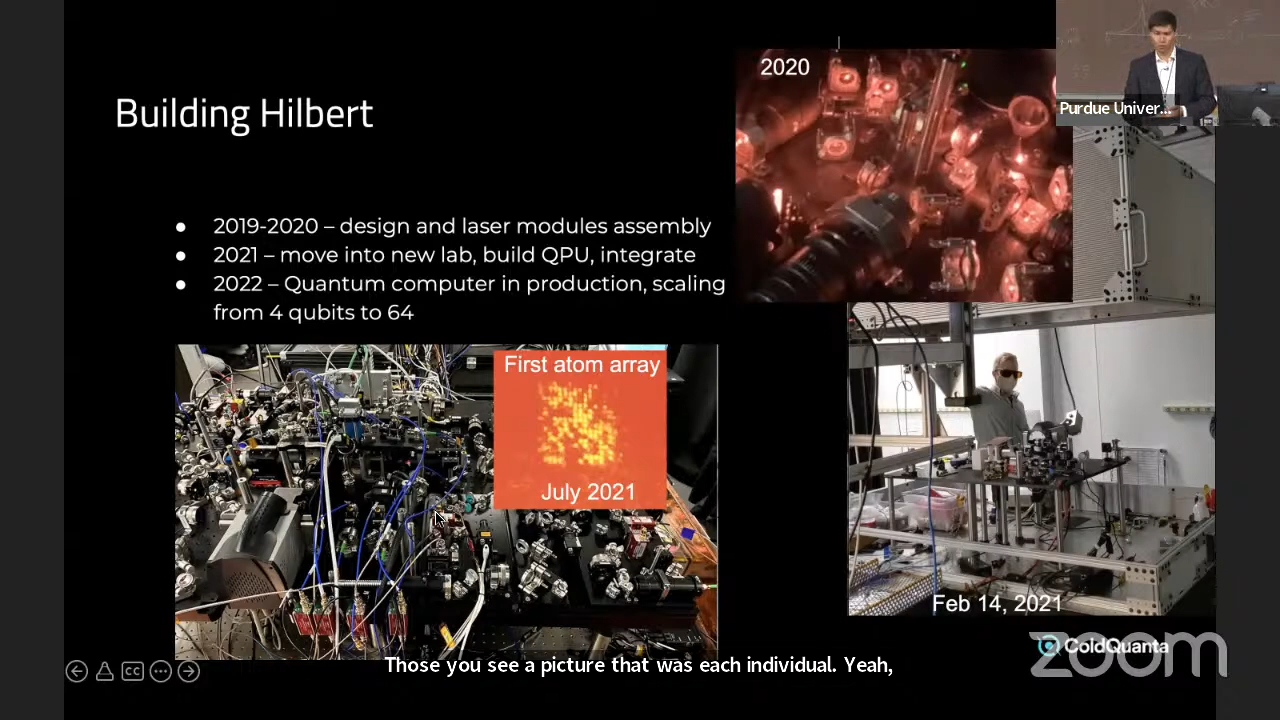 Building Hilbert
2019-2020 – design and laser modules assembly
2021 – move into new lab, build QPU, integrate
2022 – Quantum computer in production, scaling
from 4 qubits to 64
2020
Purdue Univer...
First atom array
July 2021
Feb 14, 2021
ColdQuanta
zoom
CC
Those you see a picture that was each individual. Yeah,